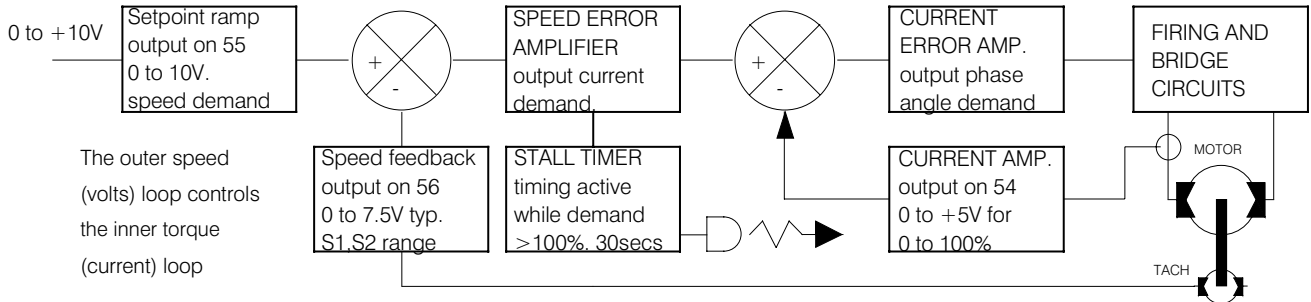 0 to +10V
Setpoint ramp
output on 55
0 to 10V.
speed demand
+
-
SPEED ERROR
AMPLIFIER
output current
demand.
+
-
CURRENT
ERROR AMP.
output phase
angle demand
FIRING AND
BRIDGE
CIRCUITS
The outer speed
(volts) loop controls
the inner torque
(current) loop
Speed feedback
output on 56
0 to 7.5V typ.
S1,S2 range
STALL TIMER
timing active
while demand
>100%. 30secs
CURRENT AMP.
output on 54
0 to +5V for
0 to 100%
MOTOR
TACH